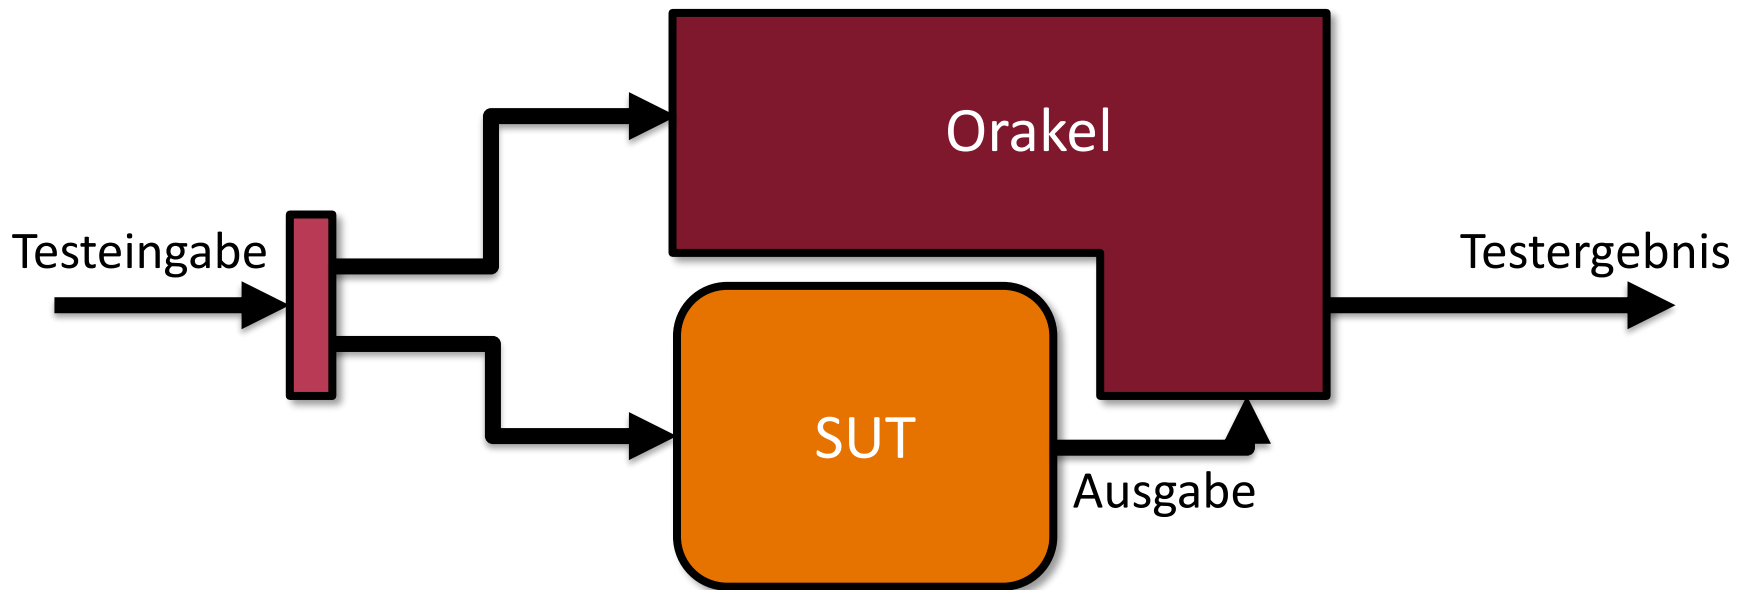 Orakel
Testeingabe
Testergebnis
SUT
Ausgabe